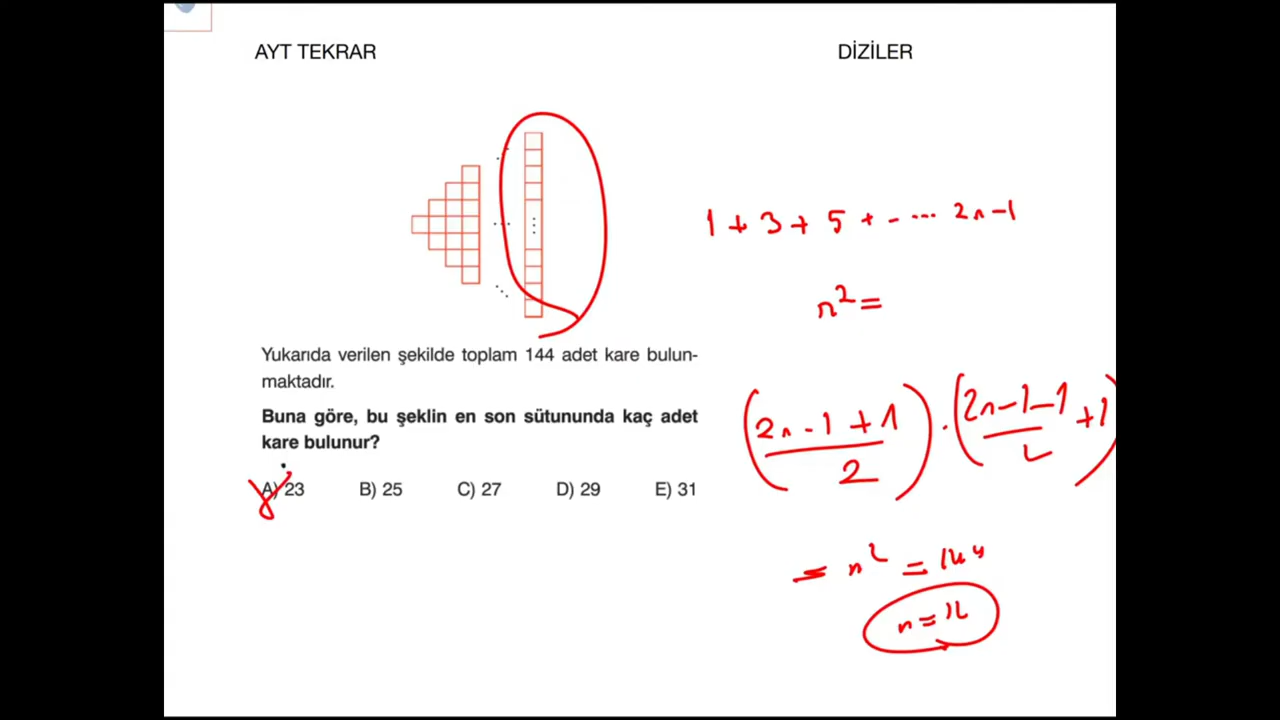 AYT TEKRAR
DİZİLER
1 + 3 + 5 + - ... 2n-1
n² =
Yukarıda verilen şekilde toplam 144 adet kare bulun-
maktadır.
Buna göre, bu şeklin en son sütununda kaç adet
kare bulunur?
A) 23 B) 25 C) 27 D) 29 E) 31
(2n-1+1/2) . (2n-1-1/2 +1)
= n² = 144
n=12